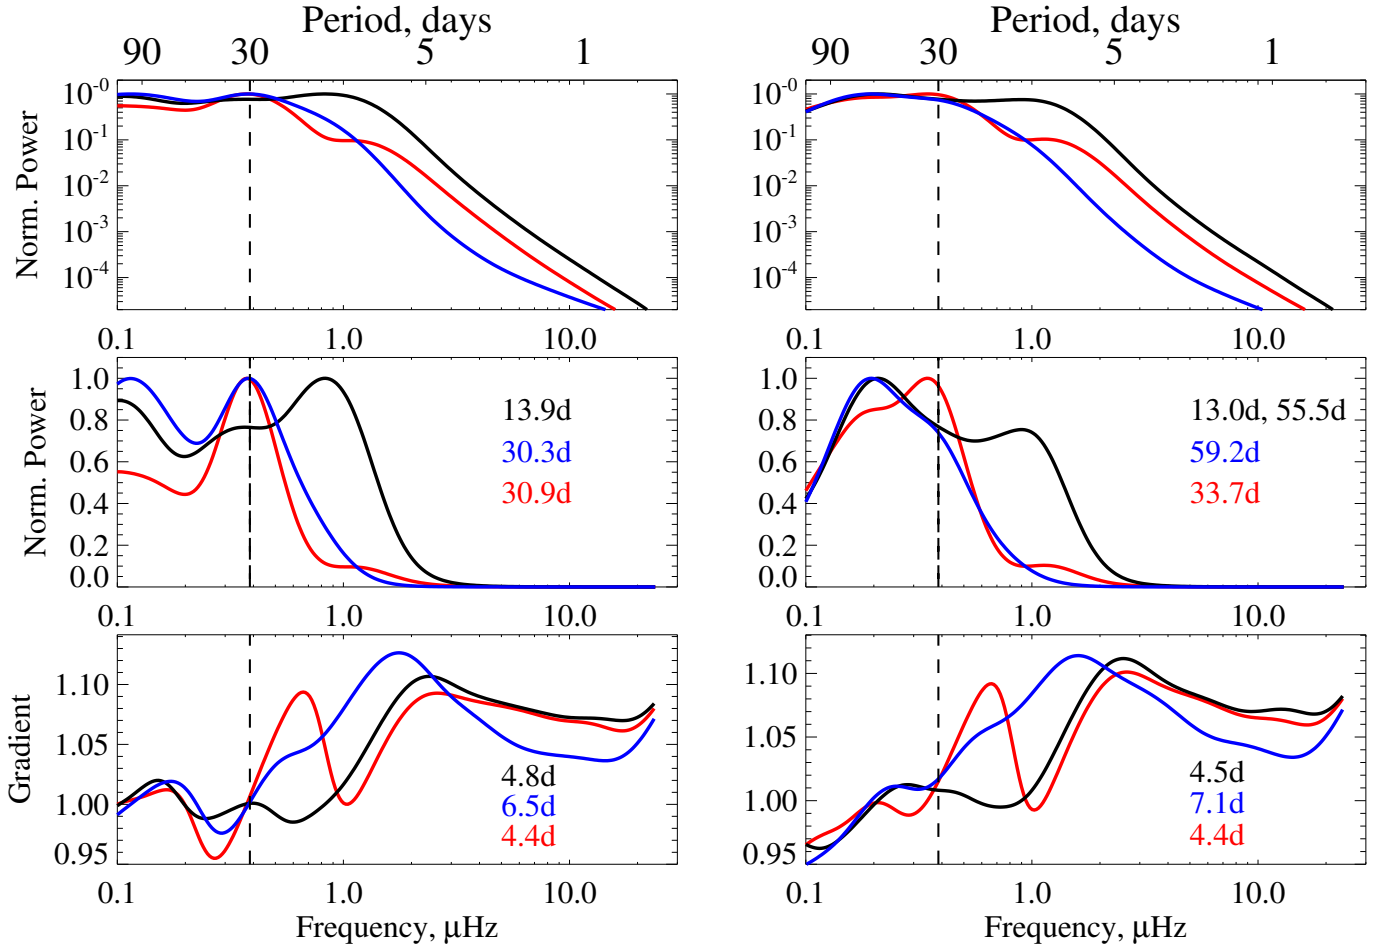 Period, days
Period, days
90 30 5 1
90 30 5 1
Norm. Power
10⁻⁰
10⁻¹
10⁻²
10⁻³
10⁻⁴
10⁻⁰
10⁻¹
10⁻²
10⁻³
10⁻⁴
0.1 1.0 10.0
0.1 1.0 10.0
Norm. Power
1.0
0.8
0.6
0.4
0.2
0.0
13.9d
30.3d
30.9d
1.0
0.8
0.6
0.4
0.2
0.0
13.0d, 55.5d
59.2d
33.7d
0.1 1.0 10.0
0.1 1.0 10.0
Gradient
1.10
1.05
1.00
0.95
4.8d
6.5d
4.4d
1.10
1.05
1.00
0.95
4.5d
7.1d
4.4d
0.1 1.0 10.0
0.1 1.0 10.0
Frequency, μHz
Frequency, μHz